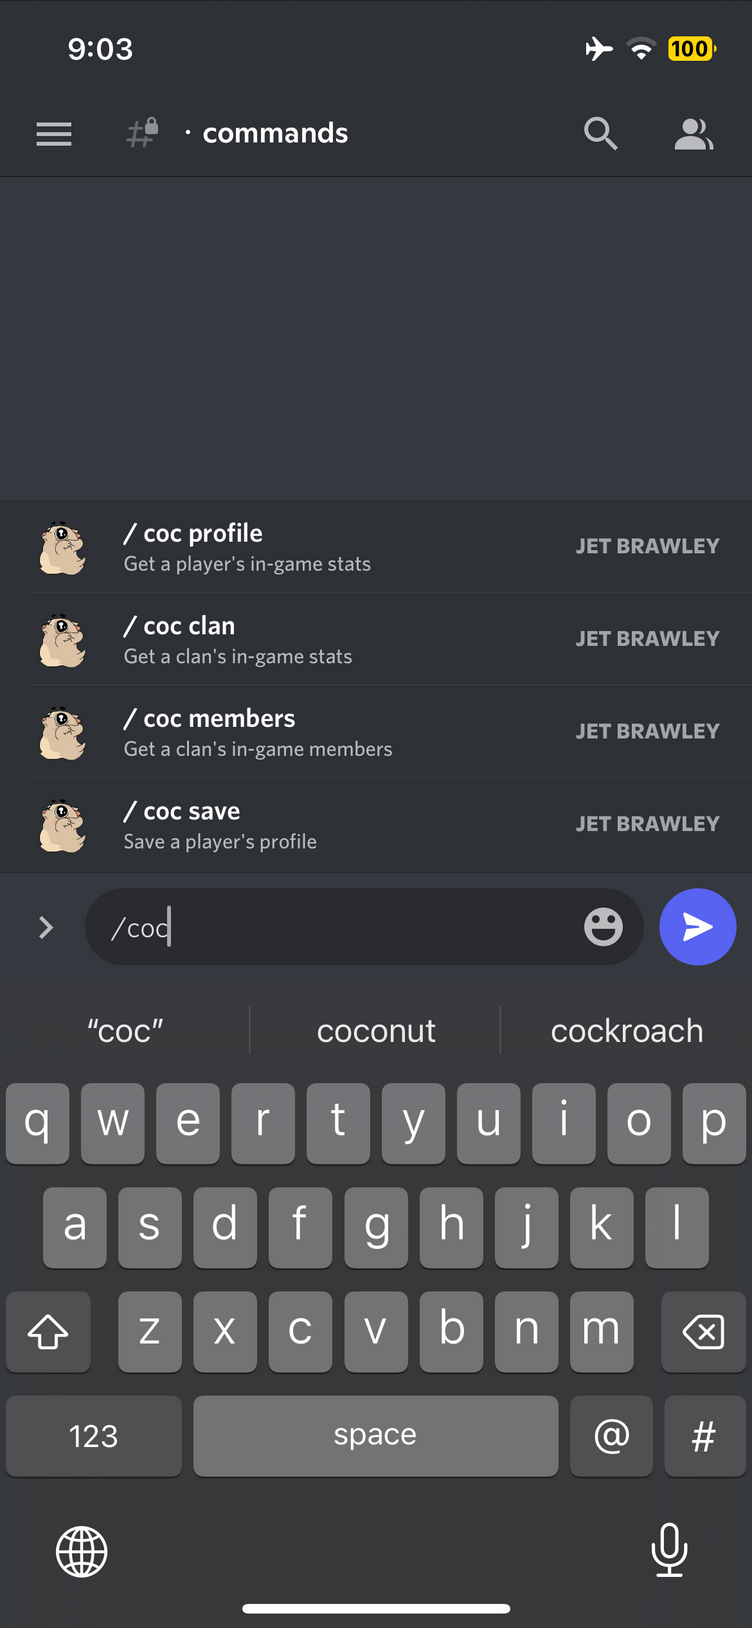 9:03
100
# · commands
/ coc profile
Get a player's in-game stats
JET BRAWLEY
/ coc clan
Get a clan's in-game stats
JET BRAWLEY
/ coc members
Get a clan's in-game members
JET BRAWLEY
/ coc save
Save a player's profile
JET BRAWLEY
/coc
“coc” coconut cockroach
q w e r t y u i o p
a s d f g h j k l
z x c v b n m
123 space @ #